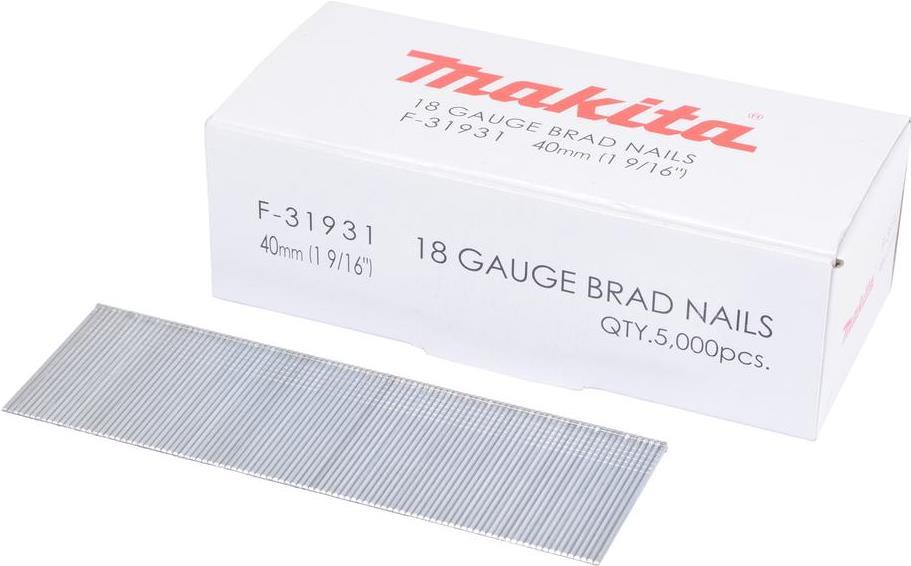 makita®
18 GAUGE BRAD NAILS
F-31931 40mm (1 9/16")
F-31931
40mm (1 9/16")
18 GAUGE BRAD NAILS
QTY.5,000pcs.
makita